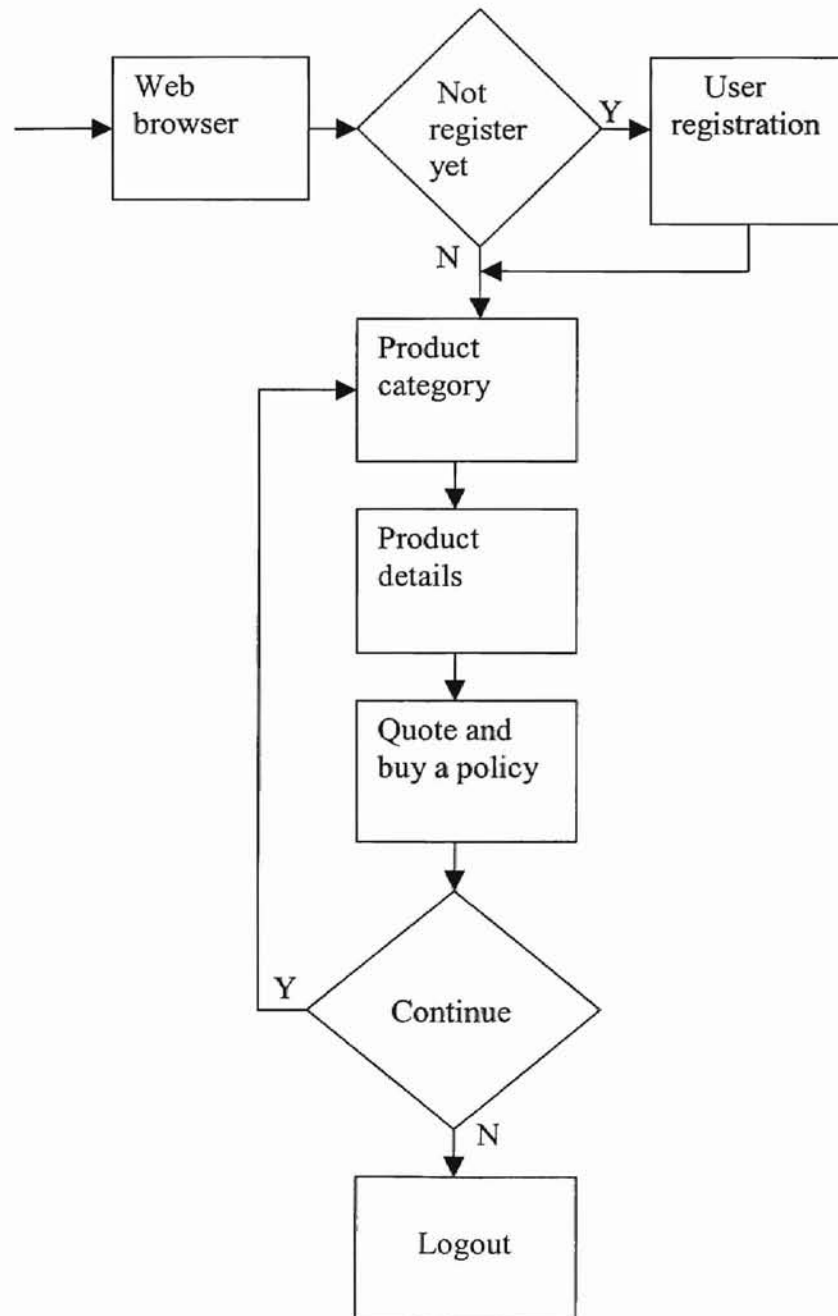 Web
browser
Not
register
yet
Y
User
registration
N
Product
category
Product
details
Quote and
buy a policy
Y
Continue
N
Logout